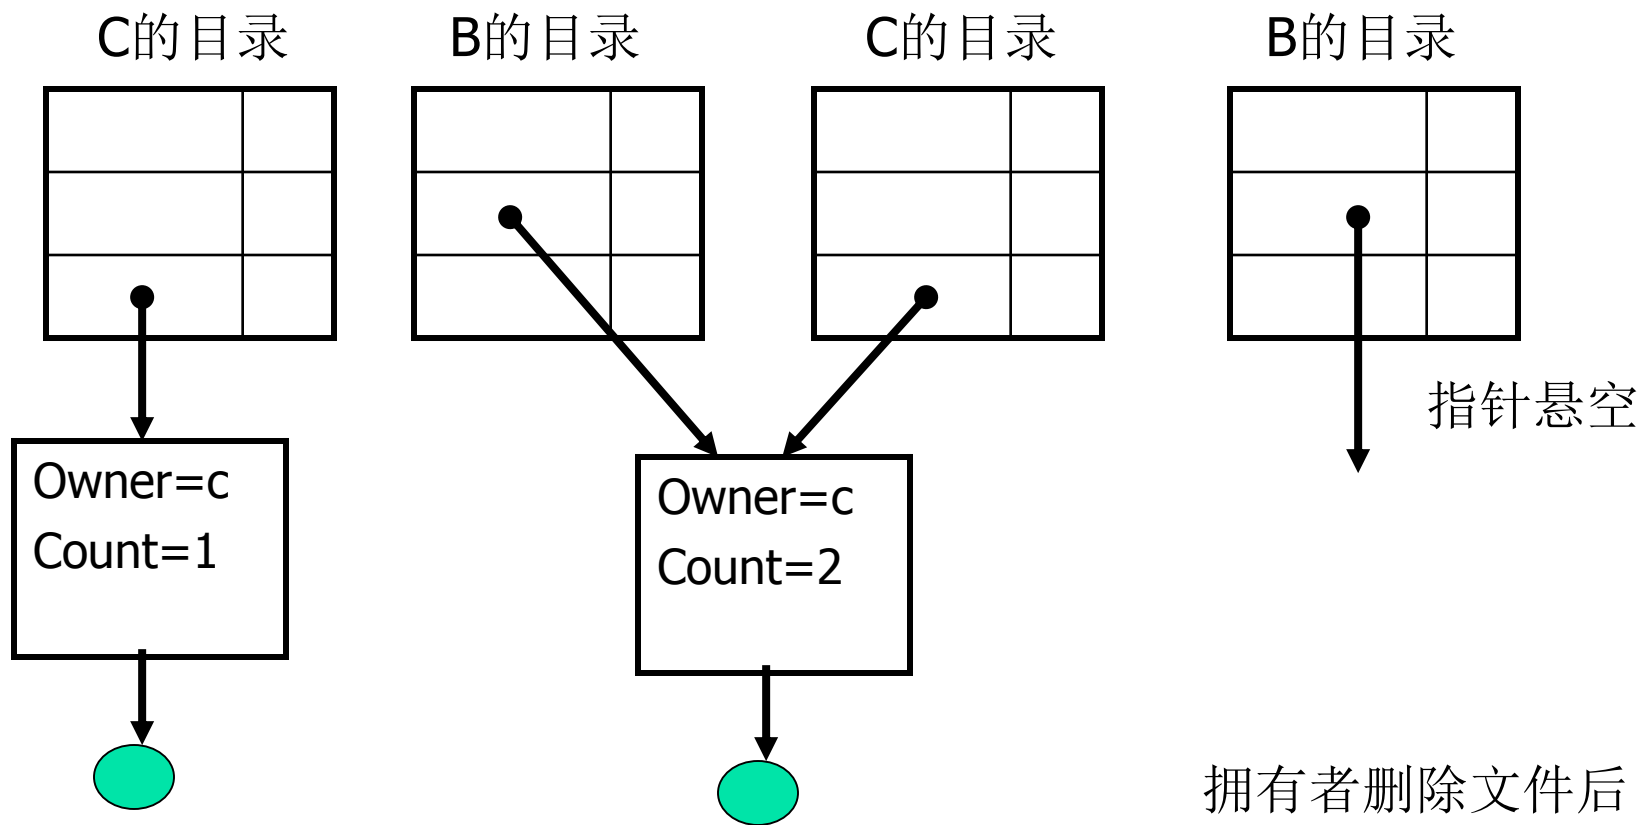 C的目录
B的目录
C的目录
B的目录
指针悬空
Owner=c
Count=1
Owner=c
Count=2
拥有者删除文件后